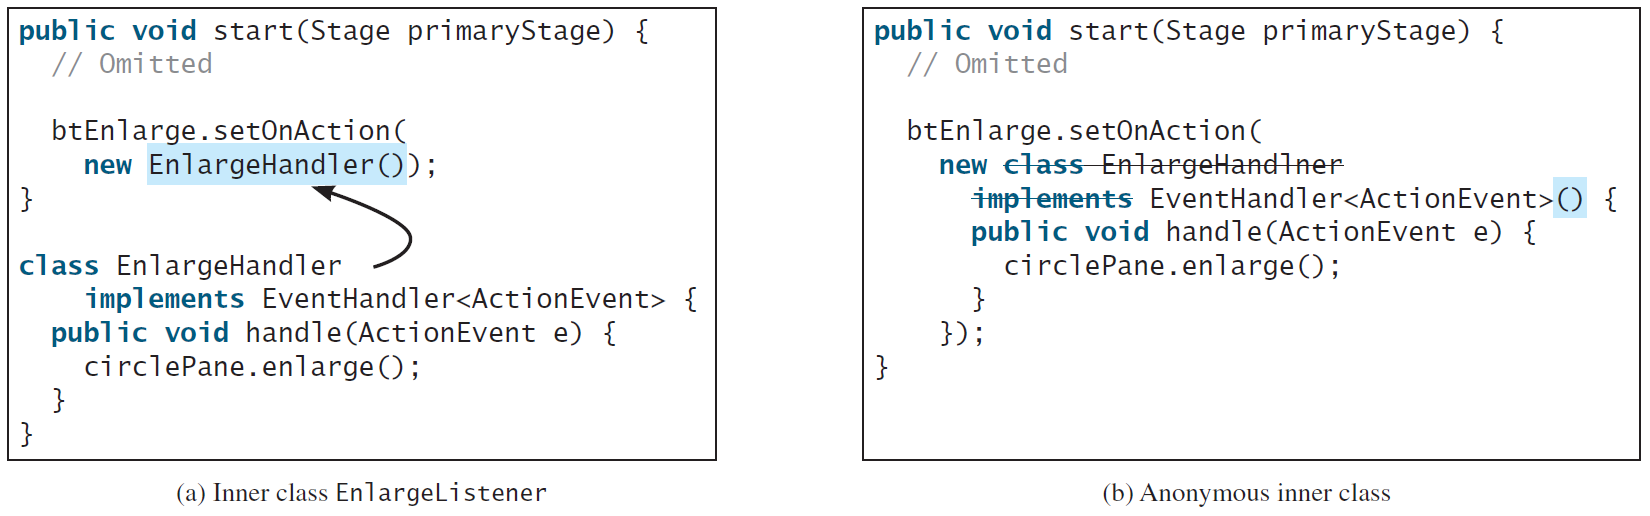 public void start(Stage primaryStage) {
// Omitted
btEnlarge.setOnAction(
new EnlargeHandler());
}
class EnlargeHandler
implements EventHandler<ActionEvent> {
public void handle(ActionEvent e) {
circlePane.enlarge();
}
}
(a) Inner class EnlargeListener
public void start(Stage primaryStage) {
// Omitted
btEnlarge.setOnAction(
new class EnlargeHandlner
implements EventHandler<ActionEvent>() {
public void handle(ActionEvent e) {
circlePane.enlarge();
}
});
}
(b) Anonymous inner class